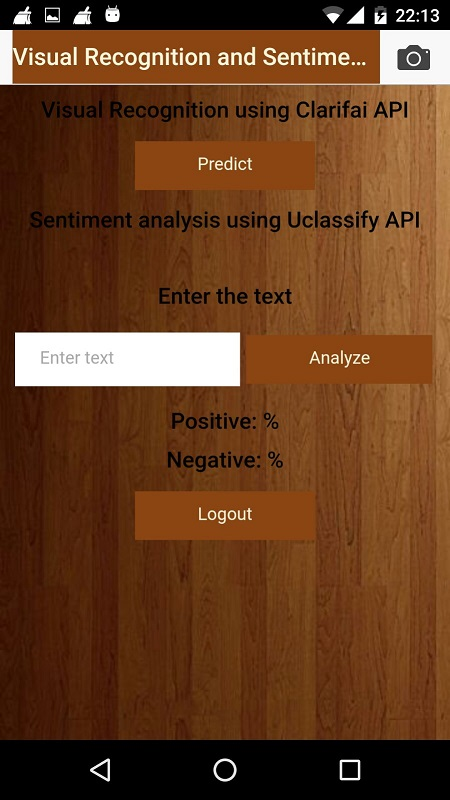 22:13
Visual Recognition and Sentime...
Visual Recognition using Clarifai API
Predict
Sentiment analysis using Uclassify API
Enter the text
Enter text
Analyze
Positive: %
Negative: %
Logout